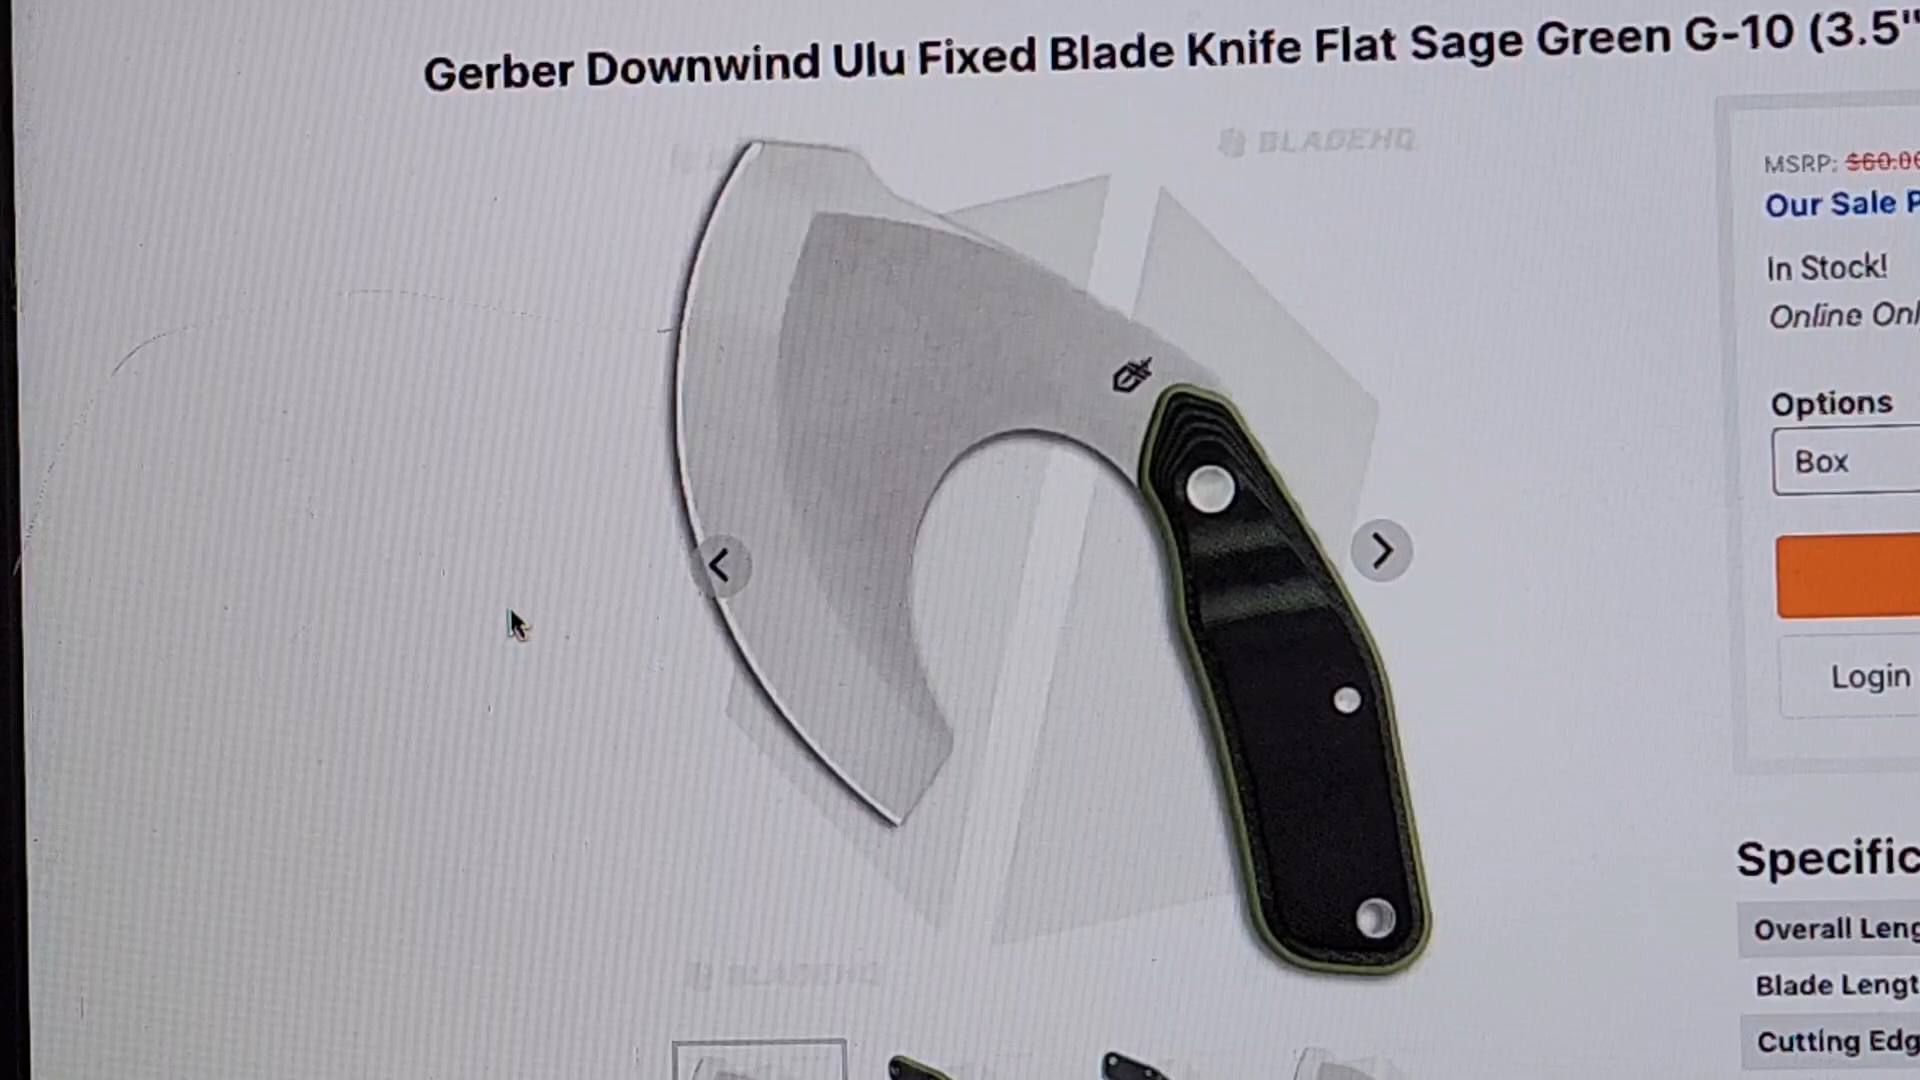 Gerber Downwind Ulu Fixed Blade Knife Flat Sage Green G-10 (3.5"
BLADEHQ
MSRP: $60.00
Our Sale P
In Stock!
Online Onl
Options
Box
Login
Specific
Overall Leng
Blade Lengt
Cutting Edg
BLADEHQ